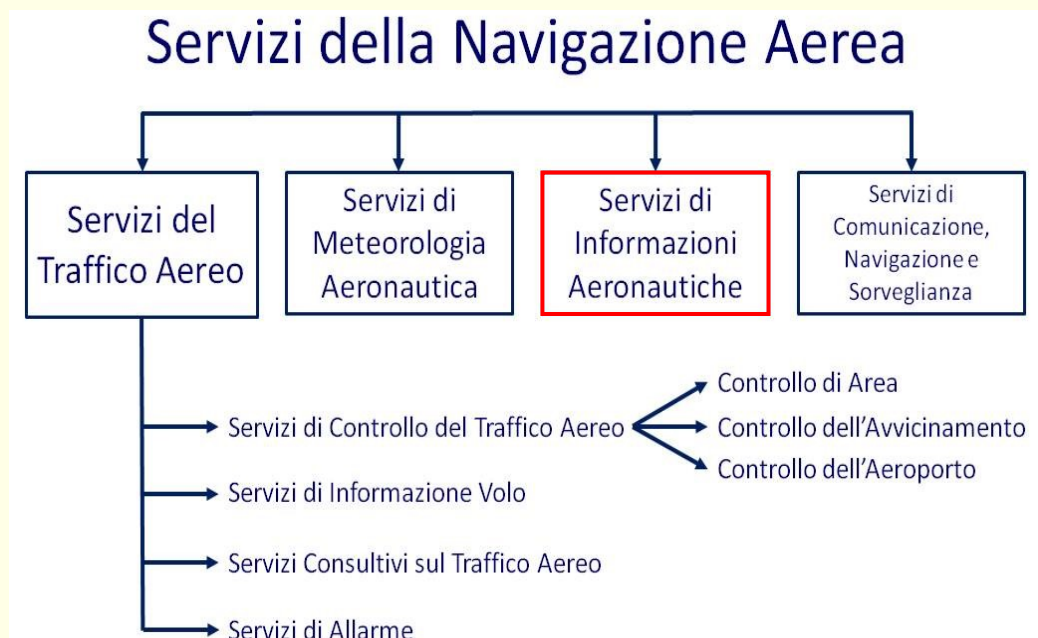 Servizi della Navigazione Aerea
Servizi del
Traffico Aereo
Servizi di
Meteorologia
Aeronautica
Servizi di
Informazioni
Aeronautiche
Servizi di
Comunicazione,
Navigazione e
Sorveglianza
Servizi di Controllo del Traffico Aereo
Controllo di Area
Controllo dell'Avvicinamento
Controllo dell'Aeroporto
Servizi di Informazione Volo
Servizi Consultivi sul Traffico Aereo
Servizi di Allarme